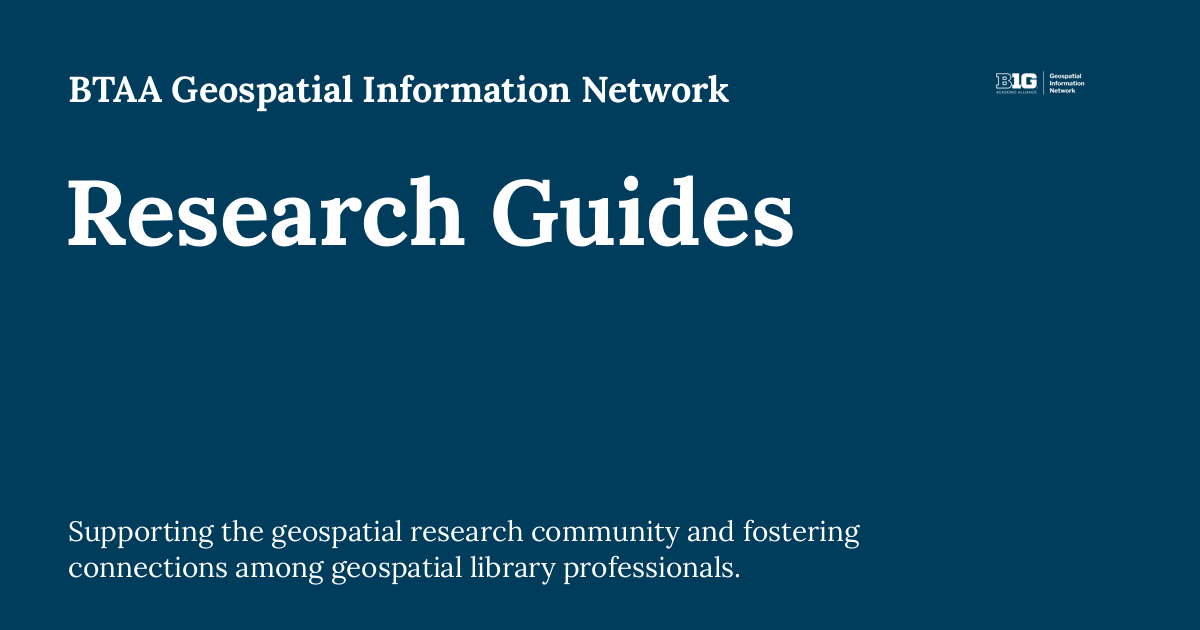 BTAA Geospatial Information Network
B1G
ACADEMIC ALLIANCE
Geospatial
Information
Network
Research Guides
Supporting the geospatial research community and fostering
connections among geospatial library professionals.